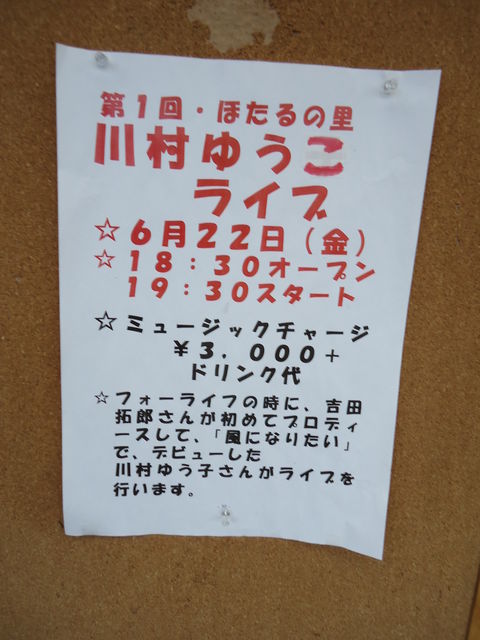 第１回・ほたるの里
川村ゆうこ
ライブ
☆６月２２日（金）
☆１８：３０オープン
１９：３０スタート
☆ミュージックチャージ
￥３．０００＋
ドリンク代
☆フォーライフの時に、吉田
拓郎さんが初めてプロディ
ースして、「風になりたい」
で、デビューした
川村ゆう子さんがライブを
行います。